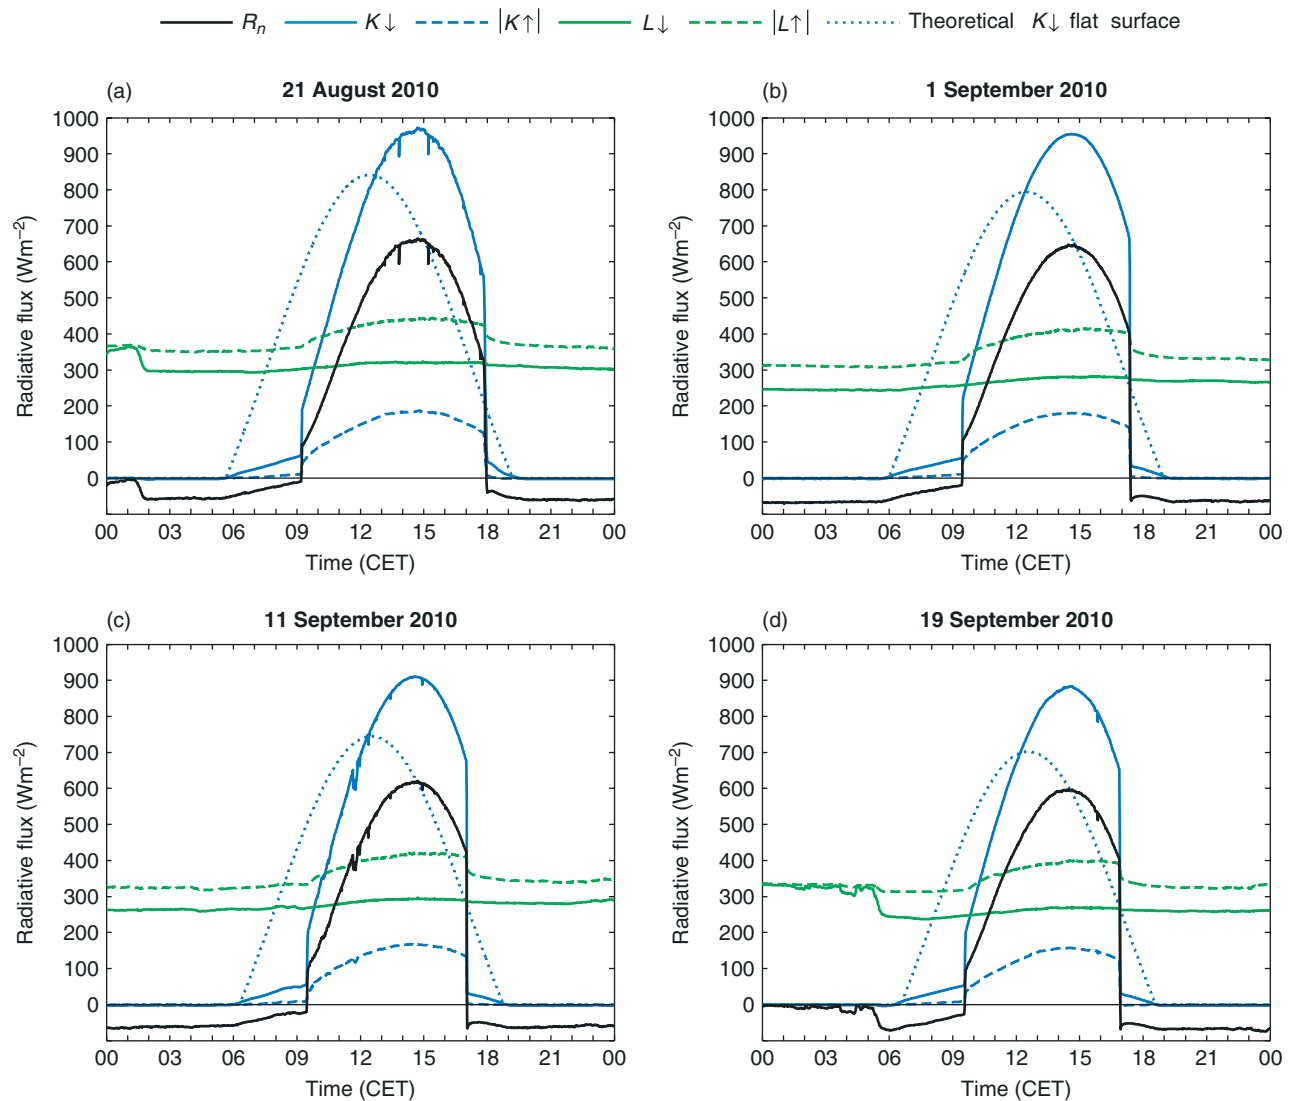 Rn K↓ |K↑| L↓ |L↑| Theoretical K↓ flat surface
(a) 21 August 2010
1000
900
800
700
600
500
400
300
200
100
0
Radiative flux (Wm−2)
00 03 06 09 12 15 18 21 00
Time (CET)
(b) 1 September 2010
1000
900
800
700
600
500
400
300
200
100
0
Radiative flux (Wm−2)
00 03 06 09 12 15 18 21 00
Time (CET)
(c) 11 September 2010
1000
900
800
700
600
500
400
300
200
100
0
Radiative flux (Wm−2)
00 03 06 09 12 15 18 21 00
Time (CET)
(d) 19 September 2010
1000
900
800
700
600
500
400
300
200
100
0
Radiative flux (Wm−2)
00 03 06 09 12 15 18 21 00
Time (CET)